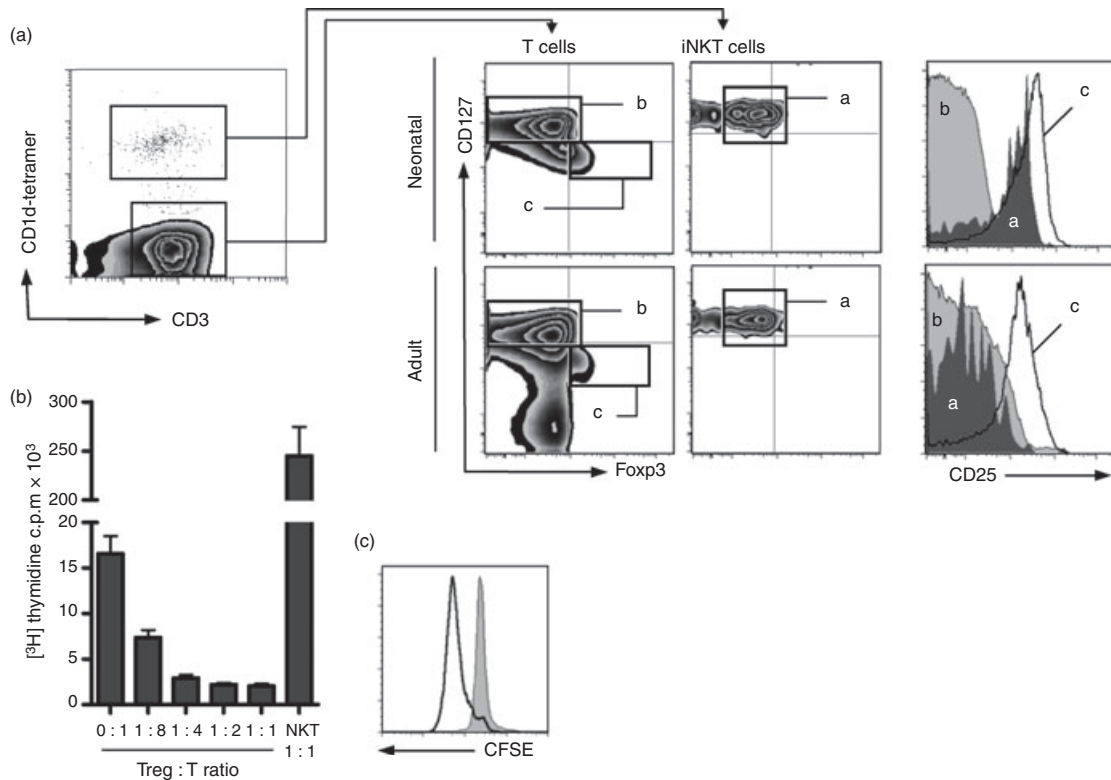 (a)
T cells
iNKT cells
CD1d-tetramer
CD3
Neonatal
Adult
CD127
Foxp3
b
c
a
b
c
a
b
c
a
b
c
a
CD25
(b)
[³H] thymidine c.p.m × 10³
300
250
200
20
15
10
5
0
0 : 1 1 : 8 1 : 4 1 : 2 1 : 1 NKT
1 : 1
Treg : T ratio
(c)
CFSE